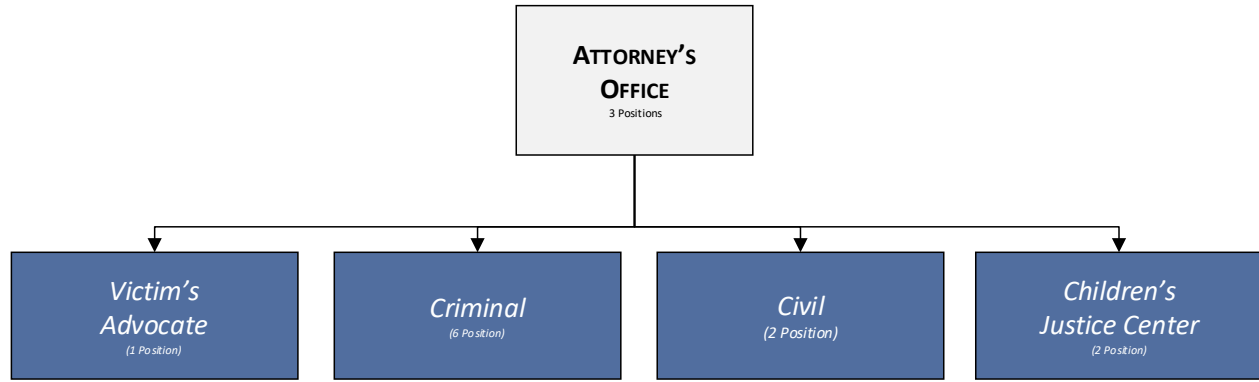 ATTORNEY’S
OFFICE
3 Positions
Victim’s
Advocate
(1 Position)
Criminal
(6 Position)
Civil
(2 Position)
Children’s
Justice Center
(2 Position)